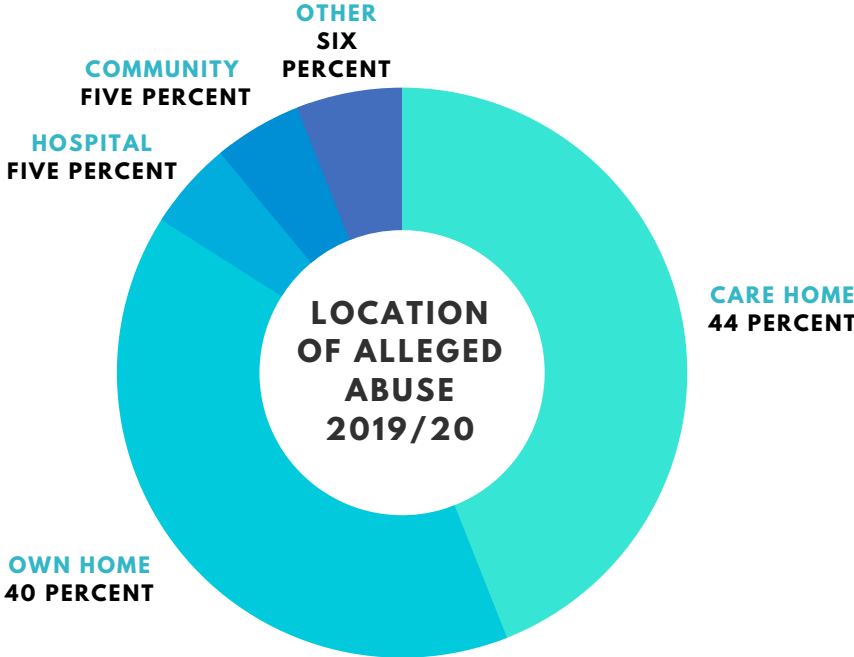 OTHER
SIX
PERCENT
COMMUNITY
FIVE PERCENT
HOSPITAL
FIVE PERCENT
LOCATION
OF ALLEGED
ABUSE
2019/20
CARE HOME
44 PERCENT
OWN HOME
40 PERCENT